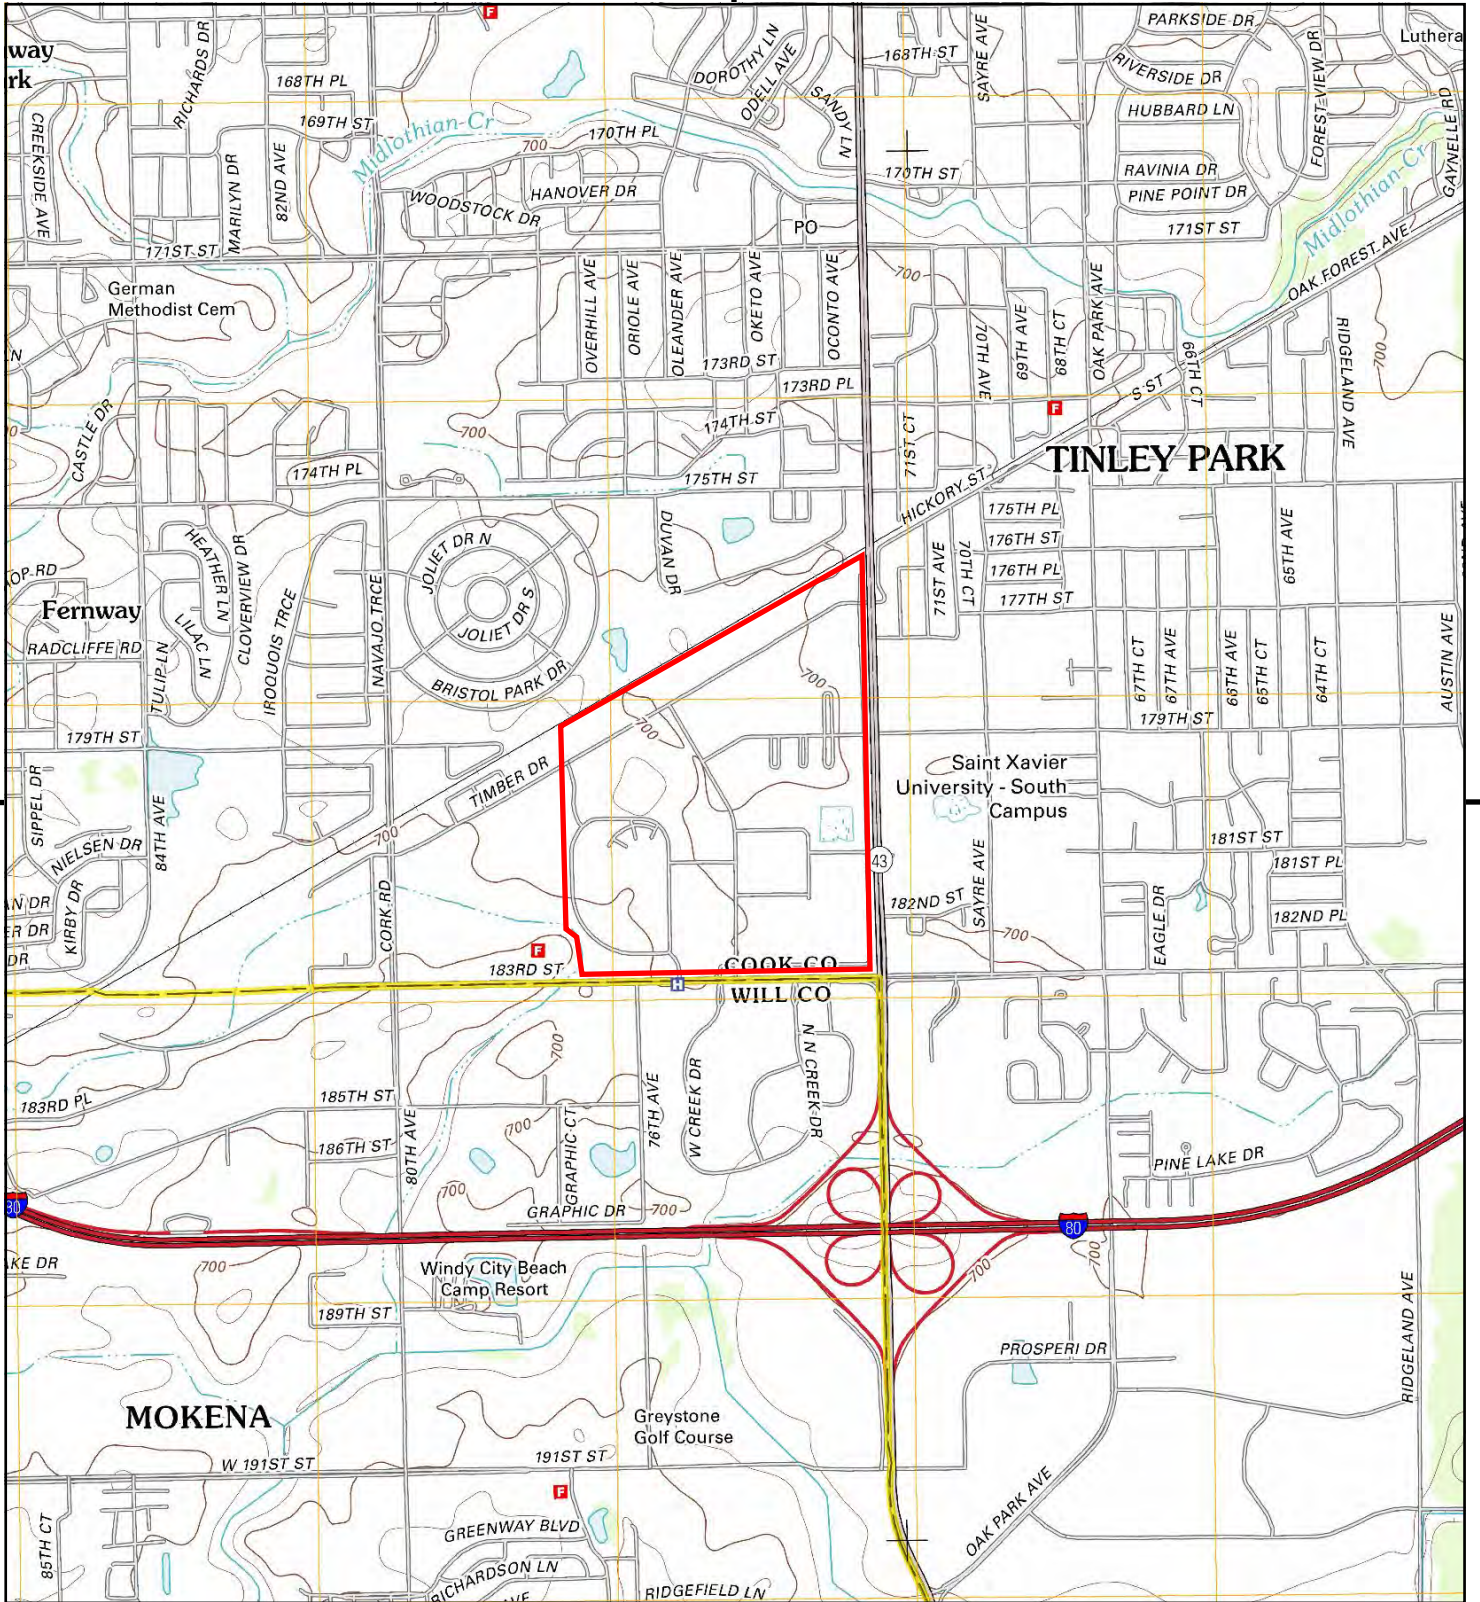 PARKSIDE DR
Luthera
way
rk
RICHARDS DR
168TH PL
DOROTHY LN
ODELL AVE
SANDY LN
168TH ST
SAYRE AVE
RIVERSIDE DR
HUBBARD LN
FOREST VIEW DR
GAYNELLE RD
CREEKSIDE AVE
169TH ST
Midlothian Cr
700
170TH PL
170TH ST
RAVINIA DR
PINE POINT DR
Midlothian Cr
MARILYN DR
82ND AVE
WOODSTOCK DR
HANOVER DR
PO
171ST ST
171ST ST
OAK FOREST AVE
German
Methodist Cem
OVERHILL AVE
ORIOLE AVE
OLEANDER AVE
OKETO AVE
OCONTO AVE
700
70TH AVE
69TH AVE
68TH CT
OAK PARK AVE
66TH CT
RIDGELAND AVE
700
LN
173RD ST
173RD PL
S ST
F
CASTLE DR
700
174TH ST
71ST CT
TINLEY PARK
174TH PL
175TH ST
HICKORY ST
HEATHER LN
CLOVERVIEW DR
JOLIET DR N
DUVAN DR
175TH PL
176TH ST
176TH PL
177TH ST
71ST AVE
70TH CT
65TH AVE
OP RD
Fernway
LILAC LN
IROQUOIS TRCE
NAVAJO TRCE
JOLIET DR S
RADCLIFFE RD
TULIP LN
BRISTOL PARK DR
700
67TH CT
67TH AVE
66TH AVE
65TH CT
64TH CT
AUSTIN AVE
179TH ST
700
179TH ST
SIPPEL DR
TIMBER DR
Saint Xavier
University - South
Campus
84TH AVE
NIELSEN DR
700
181ST ST
181ST PL
43
AN DR
KIRBY DR
ER DR
DR
CORK RD
182ND ST
SAYRE AVE
700
EAGLE DR
182ND PL
F
183RD ST
COOK CO
H
WILL CO
700
N N CREEK DR
W CREEK DR
76TH AVE
183RD PL
185TH ST
186TH ST
80TH AVE
700
GRAPHIC CT
PINE LAKE DR
700
GRAPHIC DR
700
80
80
KE DR
700
Windy City Beach
Camp Resort
700
700
189TH ST
PROSPERI DR
RIDGELAND AVE
MOKENA
Greystone
Golf Course
W 191ST ST
191ST ST
F
85TH CT
GREENWAY BLVD
OAK PARK AVE
RICHARDSON LN
AVE
RIDGEFIELD LN
F